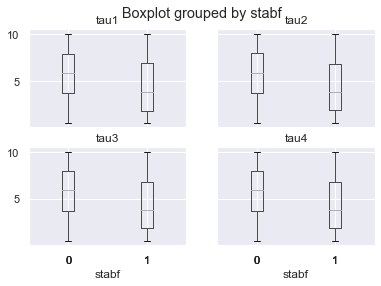 Boxplot grouped by stabf
tau1 tau2
10
5
tau3 tau4
10
5
0 1 0 1
stabf stabf